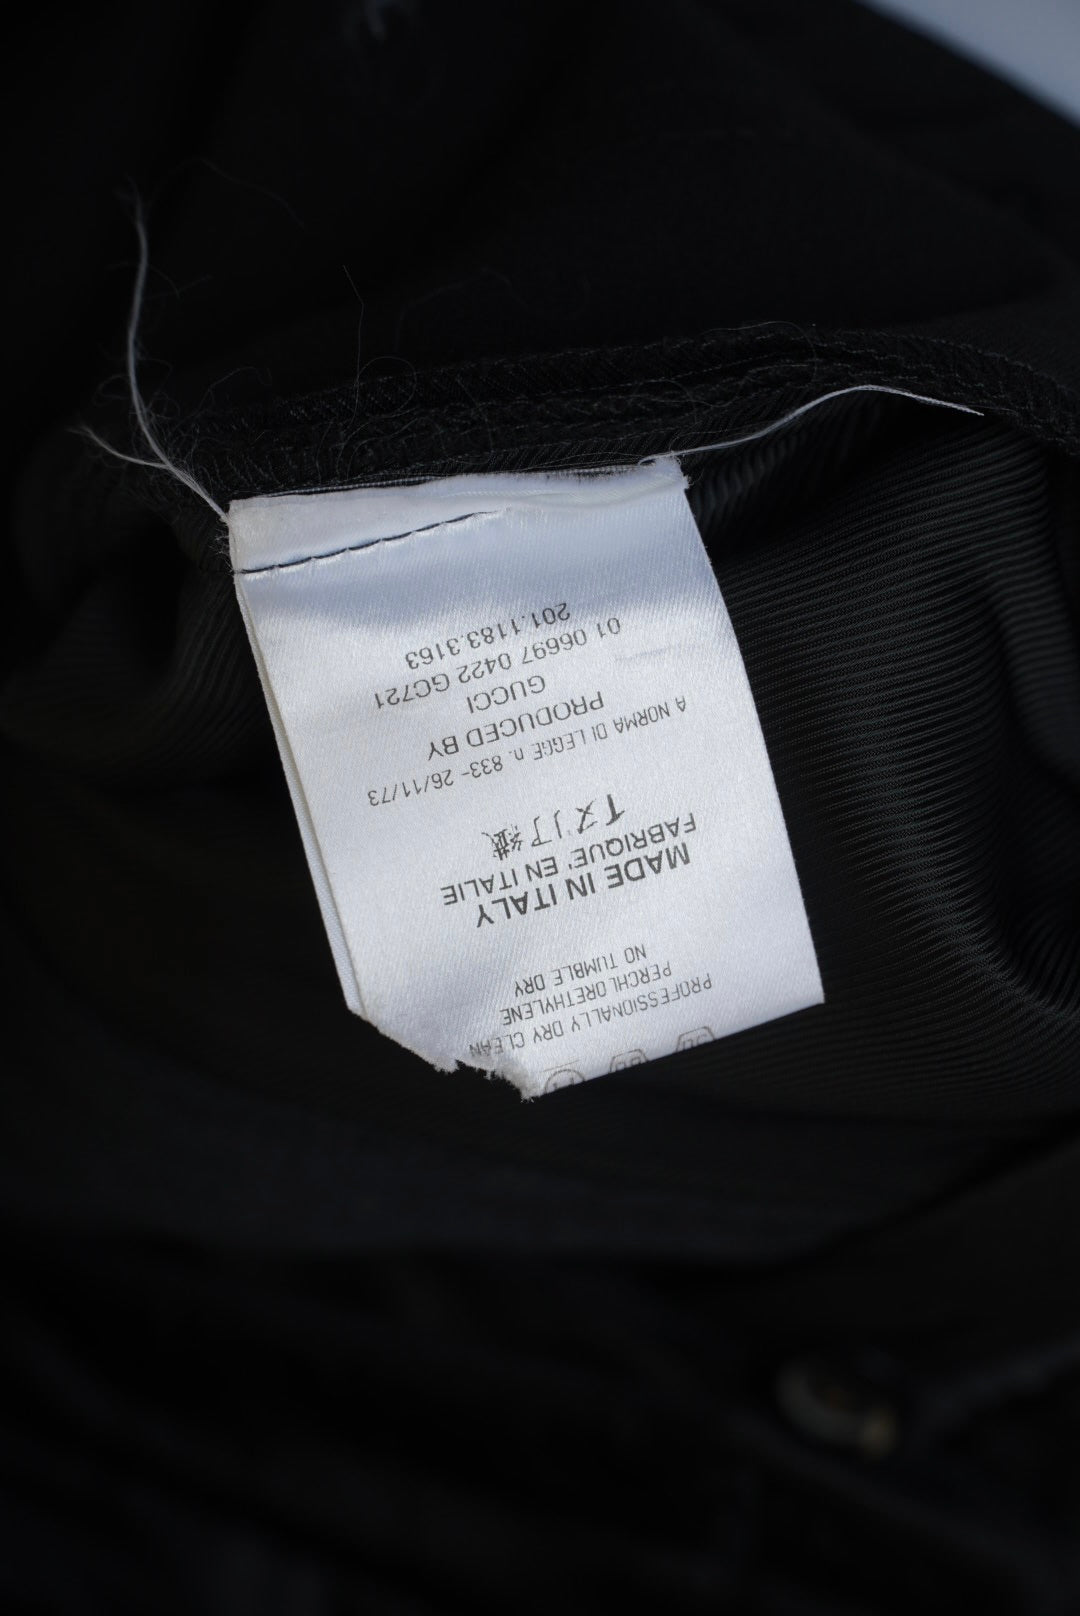 PROFESSIONALLY DRY CLEAN
PERCHLORETHYLENE
NO TUMBLE DRY
MADE IN ITALY
FABRIQUE' EN ITALIE
イタリア製
A NORMA DI LEGGE n. 833- 26/11/73
PRODUCED BY
GUCCI
01 06697 0422 GC721
201.1183.3163